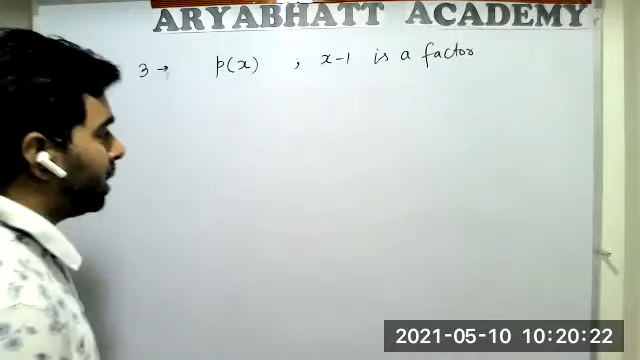 ARYABHATT ACADEMY
3 → p(x) , x-1 is a factor
2021-05-10 10:20:22